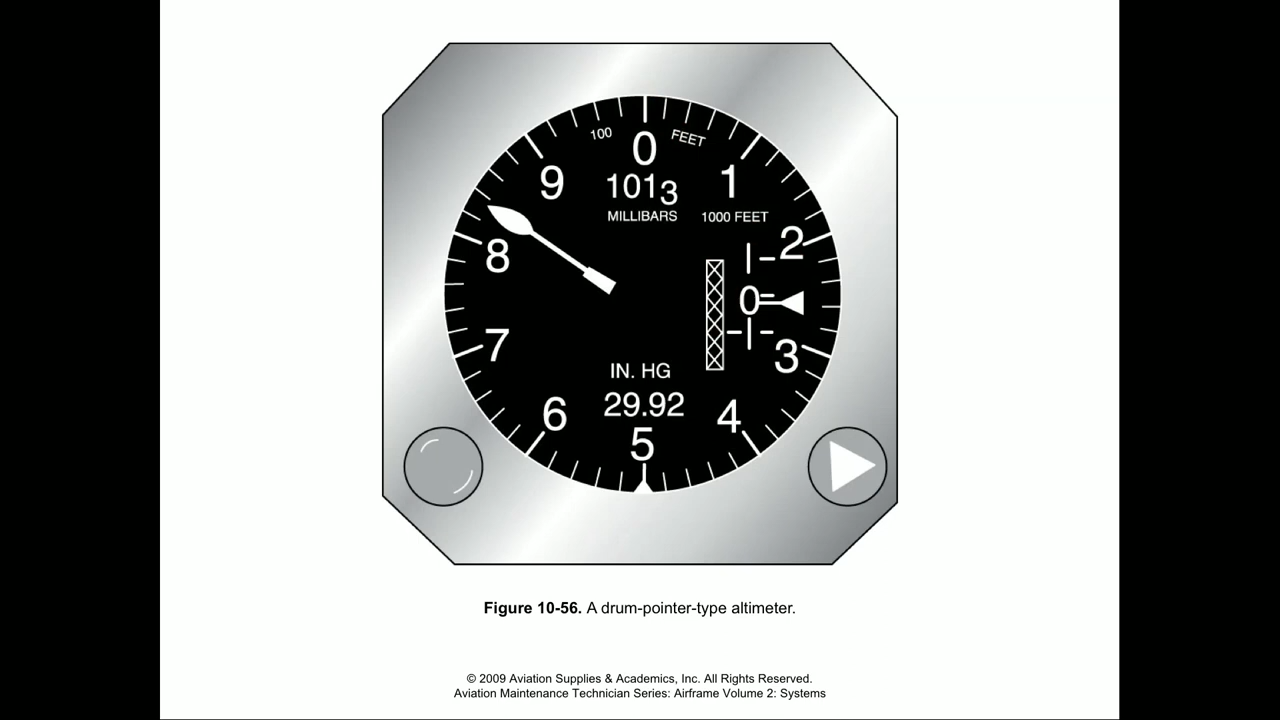 100 FEET
0
9 1013 1
MILLIBARS 1000 FEET
8 2
0
7 3
IN. HG
6 29.92 4
5
Figure 10-56. A drum-pointer-type altimeter.
© 2009 Aviation Supplies & Academics, Inc. All Rights Reserved.
Aviation Maintenance Technician Series: Airframe Volume 2: Systems